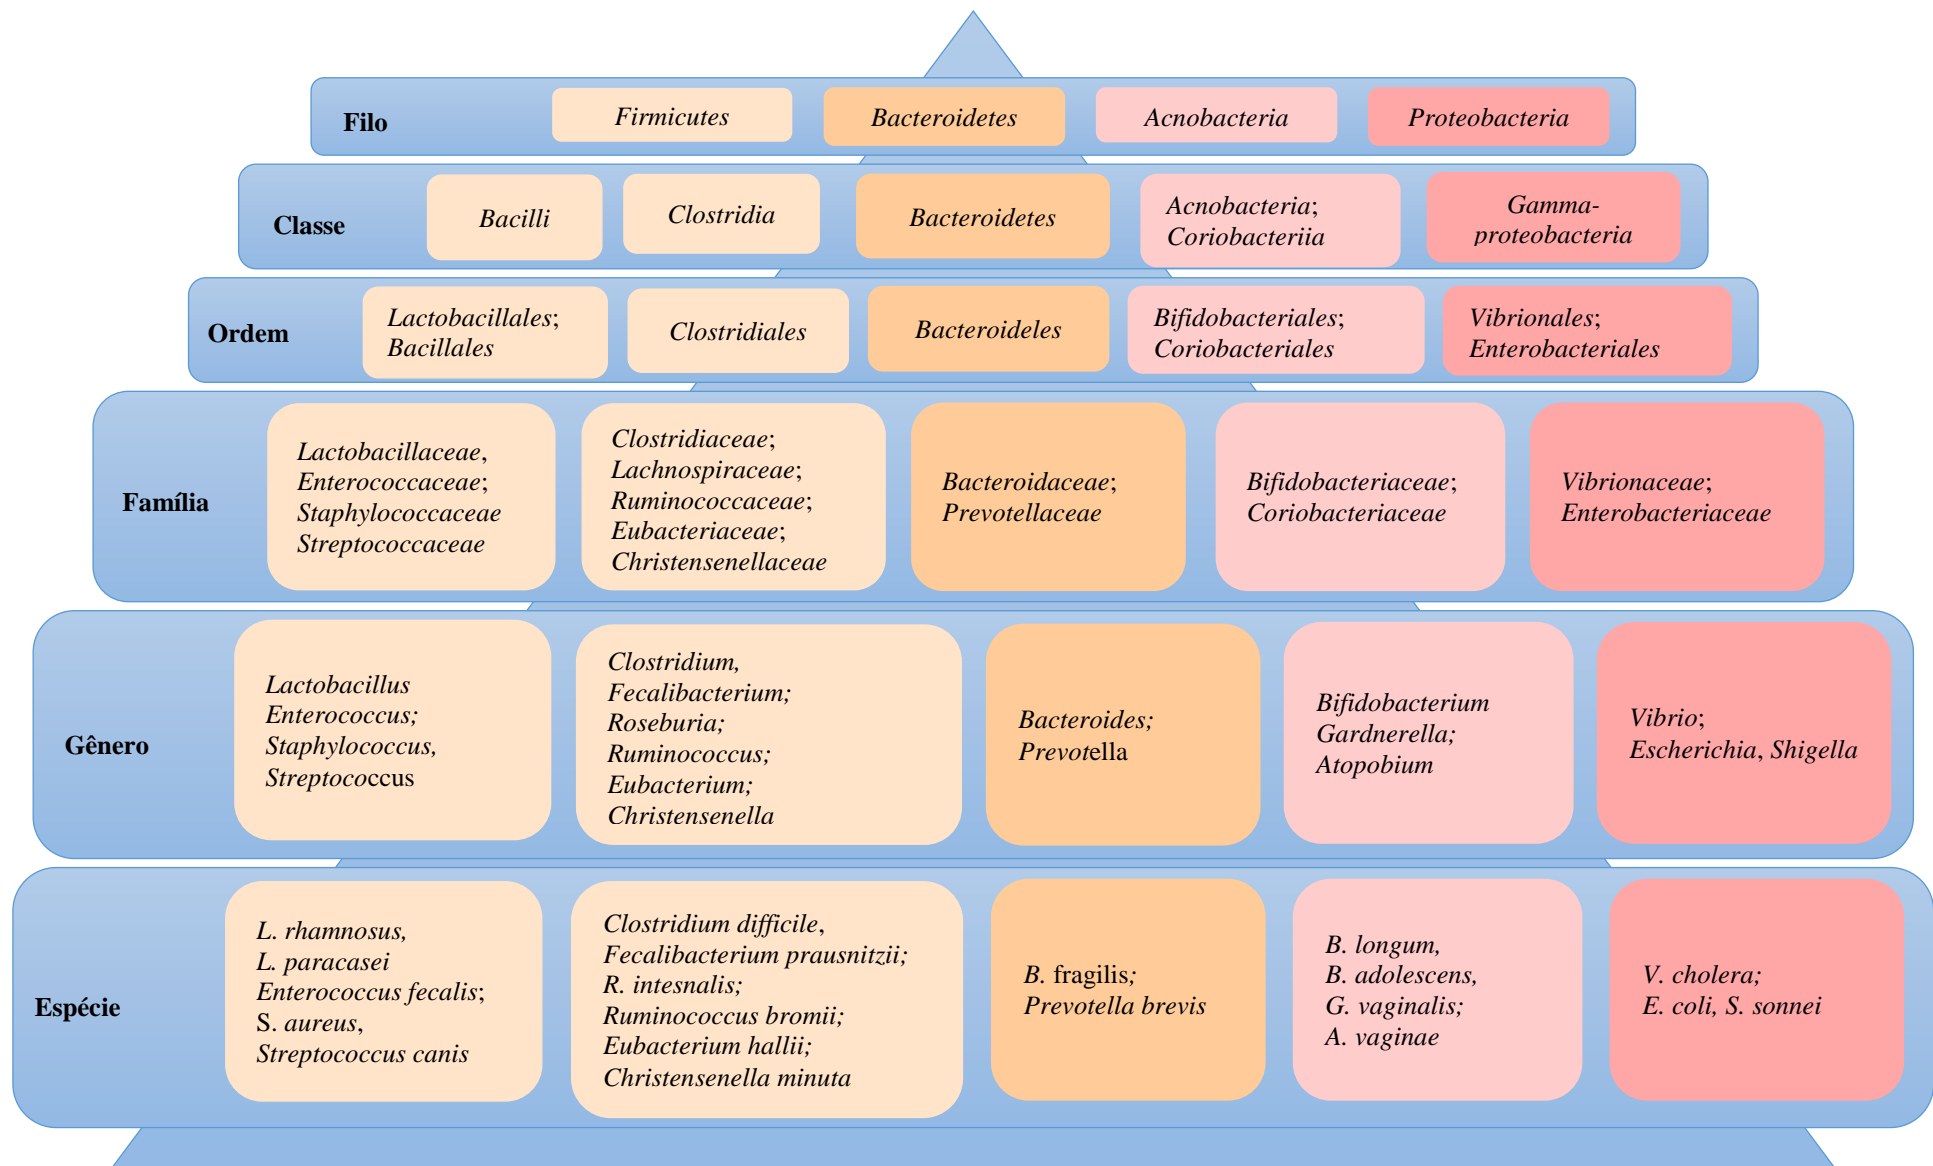 Filo
Firmicutes
Bacteroidetes
Acnobacteria
Proteobacteria
Classe
Bacilli
Clostridia
Bacteroidetes
Acnobacteria;
Coriobacteriia
Gamma-
proteobacteria
Ordem
Lactobacillales;
Bacillales
Clostridiales
Bacteroideles
Bifidobacteriales;
Coriobacteriales
Vibrionales;
Enterobacteriales
Família
Lactobacillaceae,
Enterococcaceae;
Staphylococcaceae
Streptococcaceae
Clostridiaceae;
Lachnospiraceae;
Ruminococcaceae;
Eubacteriaceae;
Christensenellaceae
Bacteroidaceae;
Prevotellaceae
Bifidobacteriaceae;
Coriobacteriaceae
Vibrionaceae;
Enterobacteriaceae
Gênero
Lactobacillus
Enterococcus;
Staphylococcus,
Streptococcus
Clostridium,
Fecalibacterium;
Roseburia;
Ruminococcus;
Eubacterium;
Christensenella
Bacteroides;
Prevotella
Bifidobacterium
Gardnerella;
Atopobium
Vibrio;
Escherichia, Shigella
Espécie
L. rhamnosus,
L. paracasei
Enterococcus fecalis;
S. aureus,
Streptococcus canis
Clostridium difficile,
Fecalibacterium prausnitzii;
R. intesnalis;
Ruminococcus bromii;
Eubacterium hallii;
Christensenella minuta
B. fragilis;
Prevotella brevis
B. longum,
B. adolescens,
G. vaginalis;
A. vaginae
V. cholera;
E. coli, S. sonnei